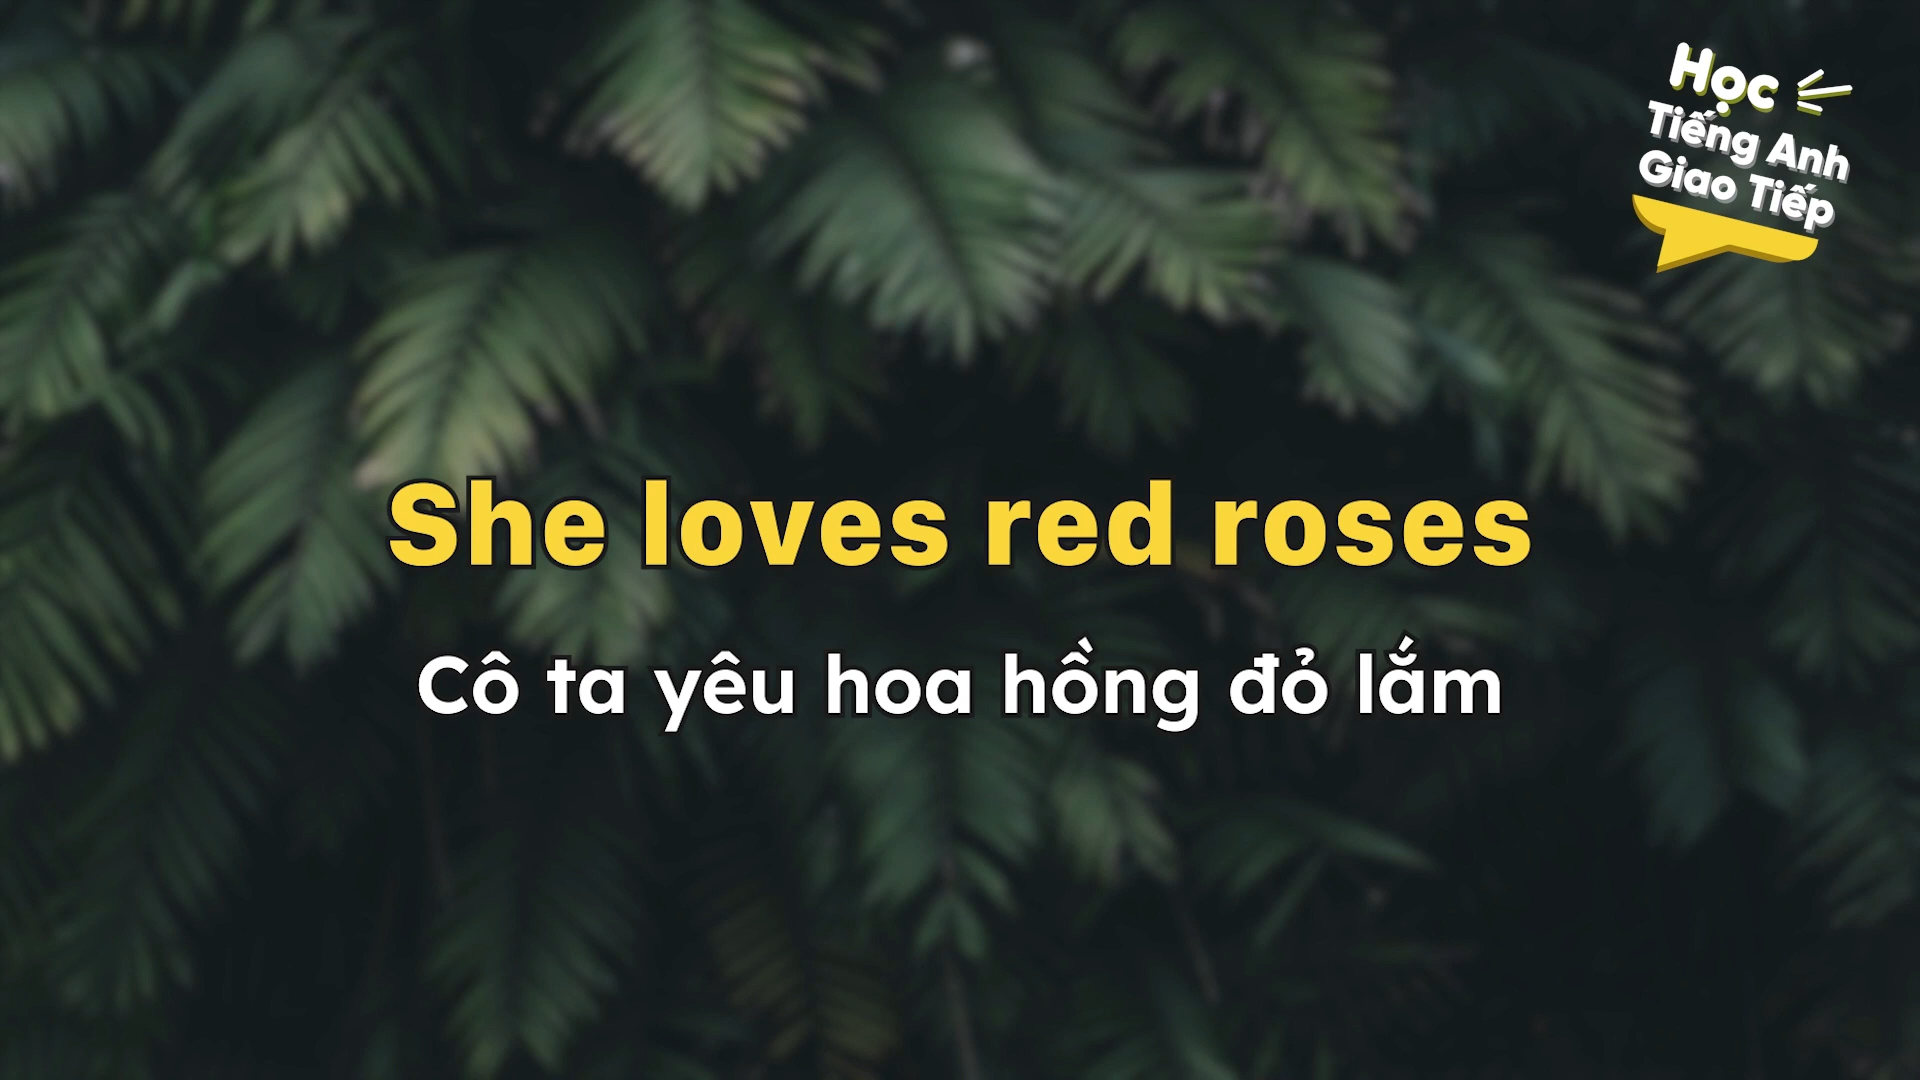 Học
Tiếng Anh
Giao Tiếp
She loves red roses
Cô ta yêu hoa hồng đỏ lắm